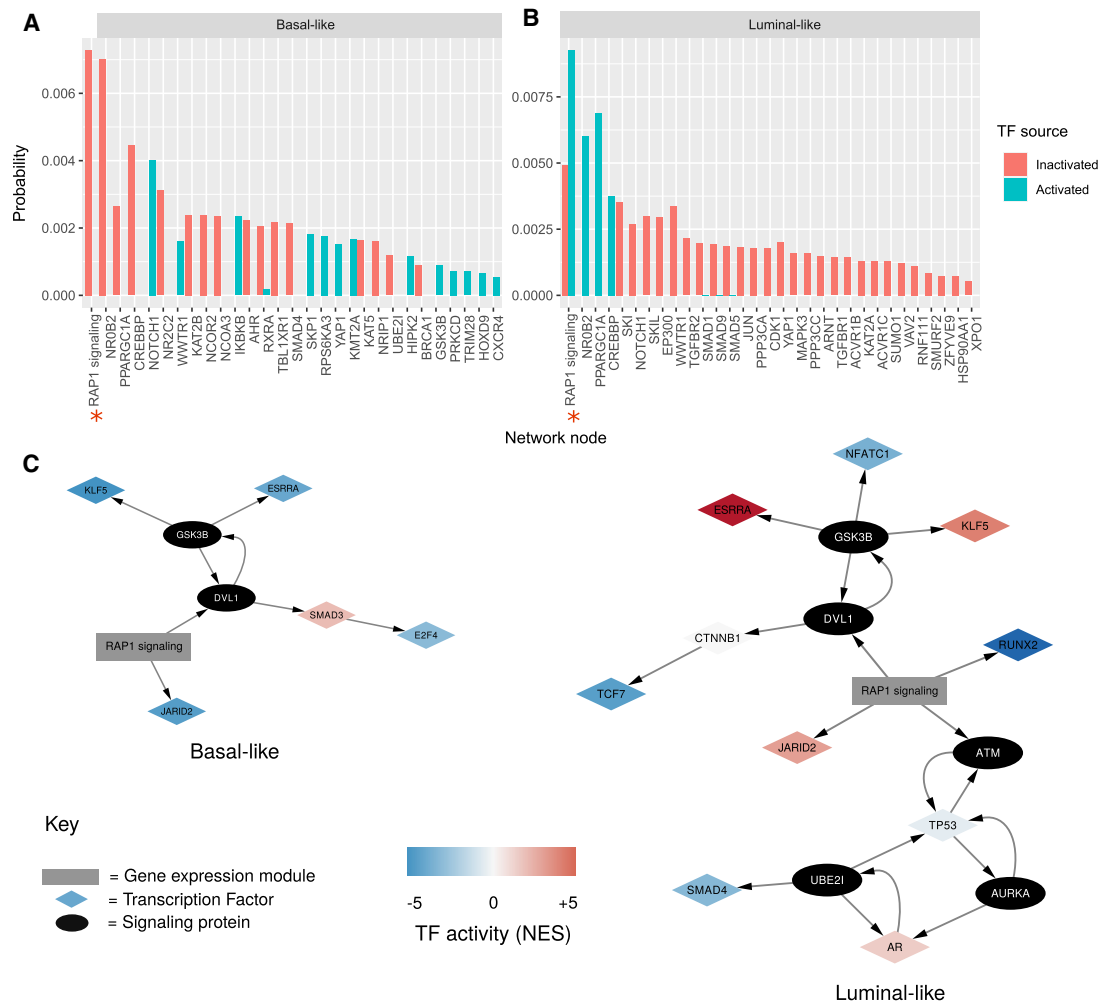 A
Basal-like
Probability
0.006
0.004
0.002
0.000
RAP1 signaling
NR0B2
PPARGC1A
CREBBP
NOTCH1
NR2C2
WWTR1
KAT2B
NCOR2
NCOA3
IKBKB
AHR
RXRA
TBL1XR1
SMAD4
SKP1
RPS6KA3
YAP1
KMT2A
KAT5
NRIP1
UBE2I
HIPK2
BRCA1
GSK3B
PRKCD
TRIM28
HOXD9
CXCR4
*
B
Luminal-like
0.0075
0.0050
0.0025
0.0000
RAP1 signaling
NR0B2
PPARGC1A
CREBBP
SKI
NOTCH1
SKIL
EP300
WWTR1
TGFBR2
SMAD1
SMAD9
SMAD5
JUN
PPP3CA
CDK1
YAP1
MAPK3
PPP3CC
ARNT
TGFBR1
ACVR1B
KAT2A
ACVR1C
SUMO1
VAV2
RNF111
SMURF2
ZFYVE9
HSP90AA1
XPO1
*
TF source
Inactivated
Activated
Network node
C
KLF5
ESRRA
GSK3B
DVL1
SMAD3
E2F4
RAP1 signaling
JARID2
Basal-like
NFATC1
ESRRA
KLF5
GSK3B
DVL1
CTNNB1
RUNX2
TCF7
RAP1 signaling
JARID2
ATM
TP53
SMAD4
UBE2I
AURKA
AR
Luminal-like
Key
= Gene expression module
= Transcription Factor
= Signaling protein
-5 0 +5
TF activity (NES)